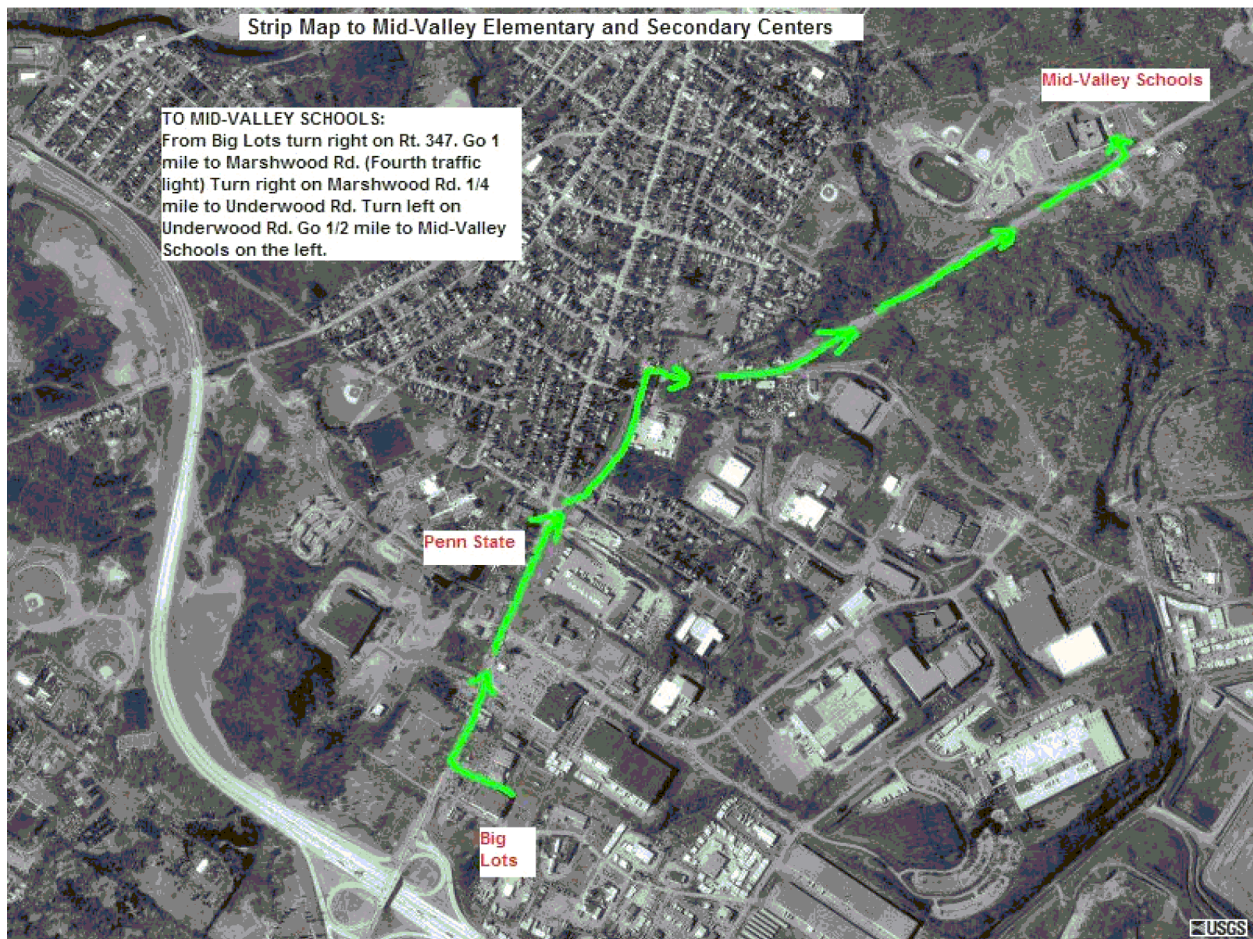 Strip Map to Mid-Valley Elementary and Secondary Centers
Mid-Valley Schools
TO MID-VALLEY SCHOOLS:
From Big Lots turn right on Rt. 347. Go 1
mile to Marshwood Rd. (Fourth traffic
light) Turn right on Marshwood Rd. 1/4
mile to Underwood Rd. Turn left on
Underwood Rd. Go 1/2 mile to Mid-Valley
Schools on the left.
Penn State
Big
Lots
USGS